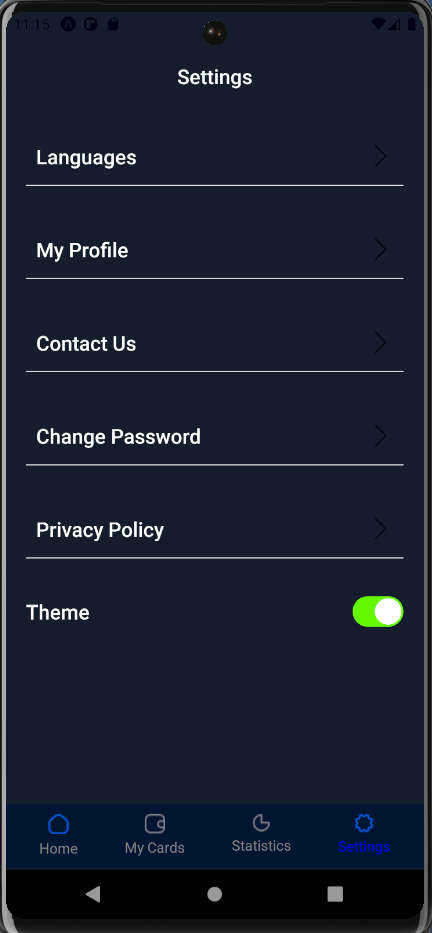 11:15
Settings
Languages
My Profile
Contact Us
Change Password
Privacy Policy
Theme
Home
My Cards
Statistics
Settings